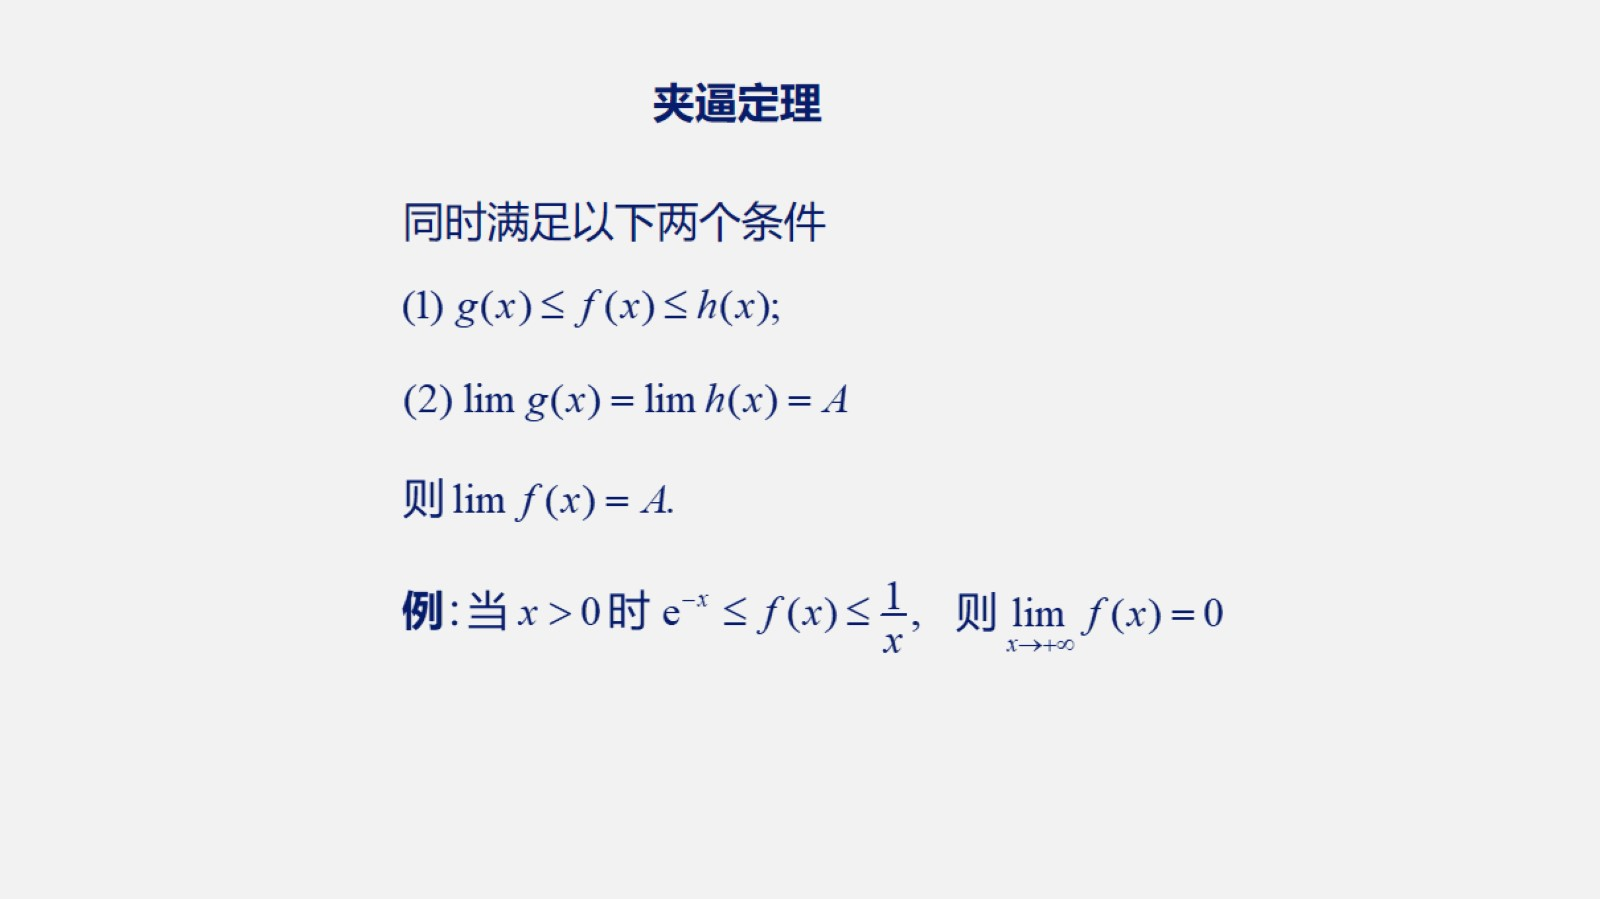 夹逼定理
同时满足以下两个条件
(1) g(x) ≤ f(x) ≤ h(x);
(2) lim g(x) = lim h(x) = A
则 lim f(x) = A.
例:当 x > 0 时 e^{-x} ≤ f(x) ≤ \frac{1}{x}, 则 \lim_{x→+∞} f(x) = 0